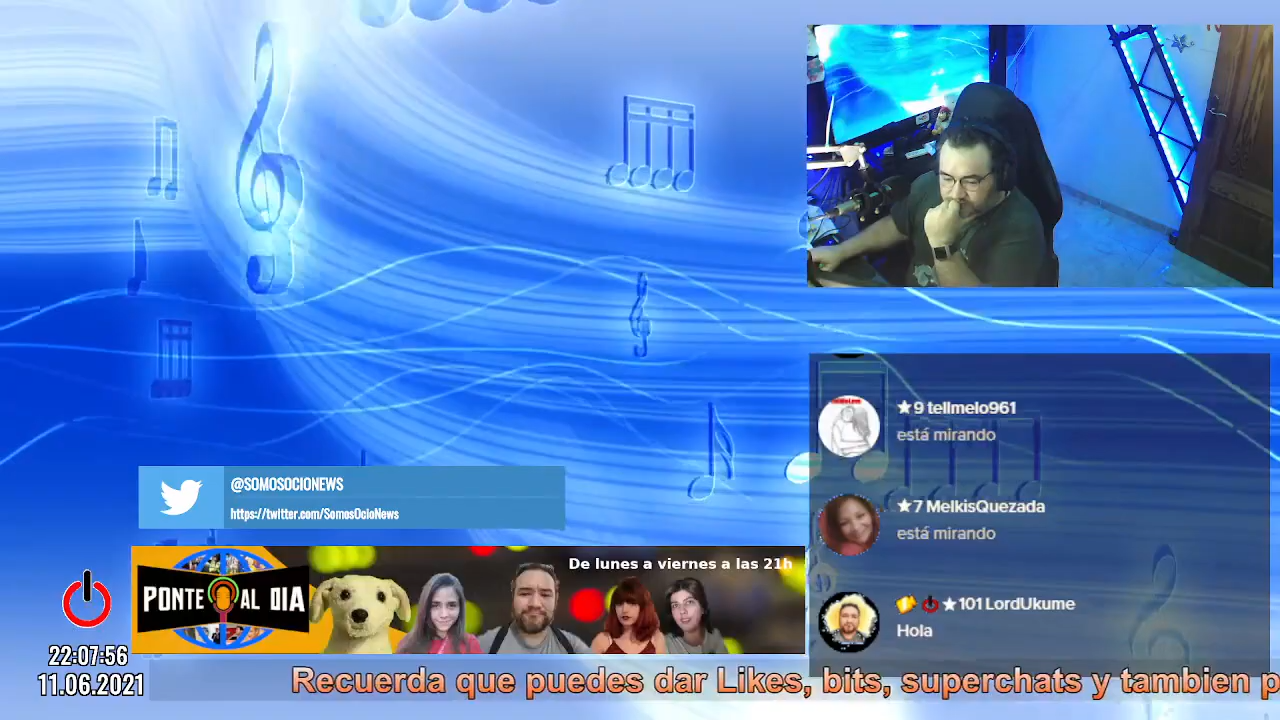 ★9 tellmelo961
está mirando
★7 MelkisQuezada
está mirando
★101 LordUkume
Hola
@SOMOSOCIONEWS
https://twitter.com/SomosOcioNews
De lunes a viernes a las 21h
PONTE AL DIA
22:07:56
11.06.2021
Recuerda que puedes dar Likes, bits, superchats y tambien p